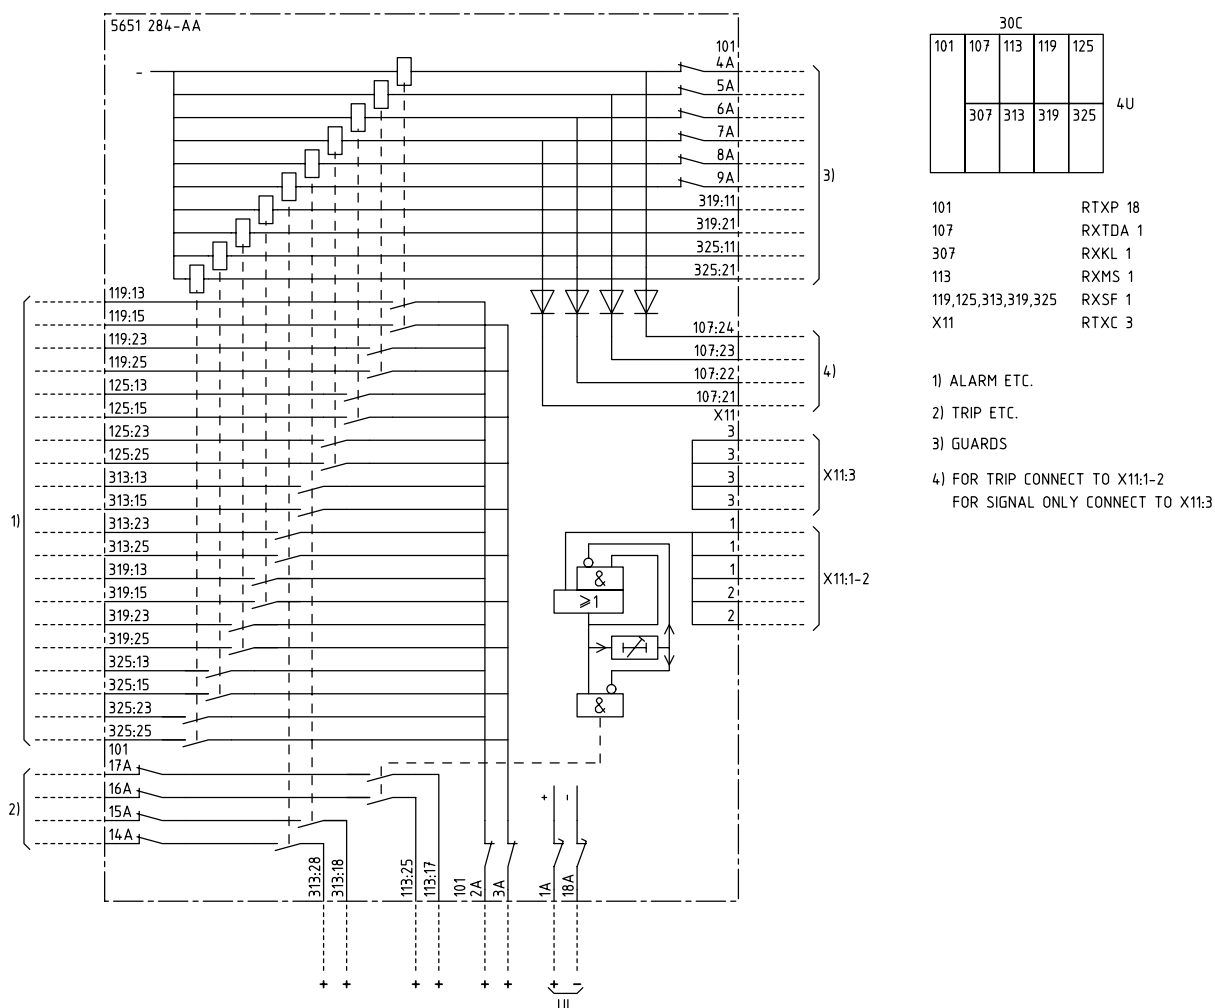 5651 284-AA
101
4A
5A
6A
7A
8A
9A
319:11
319:21
325:11
325:21
3)
-
119:13
119:15
119:23
119:25
125:13
125:15
125:23
125:25
313:13
313:15
313:23
313:25
319:13
319:15
319:23
319:25
325:13
325:15
325:23
325:25
1)
101
17A
16A
15A
14A
2)
107:24
107:23
107:22
107:21
4)
X11
3
3
3
3
X11:3
1
1
1
2
2
X11:1-2
&
≥1
&
+ -
313:28
313:18
113:25
113:17
101
2A
3A
1A
18A
+ + + + + + + -
UL
30C
101 107 113 119 125
307 313 319 325
4U
101 RTXP 18
107 RXTDA 1
307 RXKL 1
113 RXMS 1
119,125,313,319,325 RXSF 1
X11 RTXC 3
1) ALARM ETC.
2) TRIP ETC.
3) GUARDS
4) FOR TRIP CONNECT TO X11:1-2
FOR SIGNAL ONLY CONNECT TO X11:3